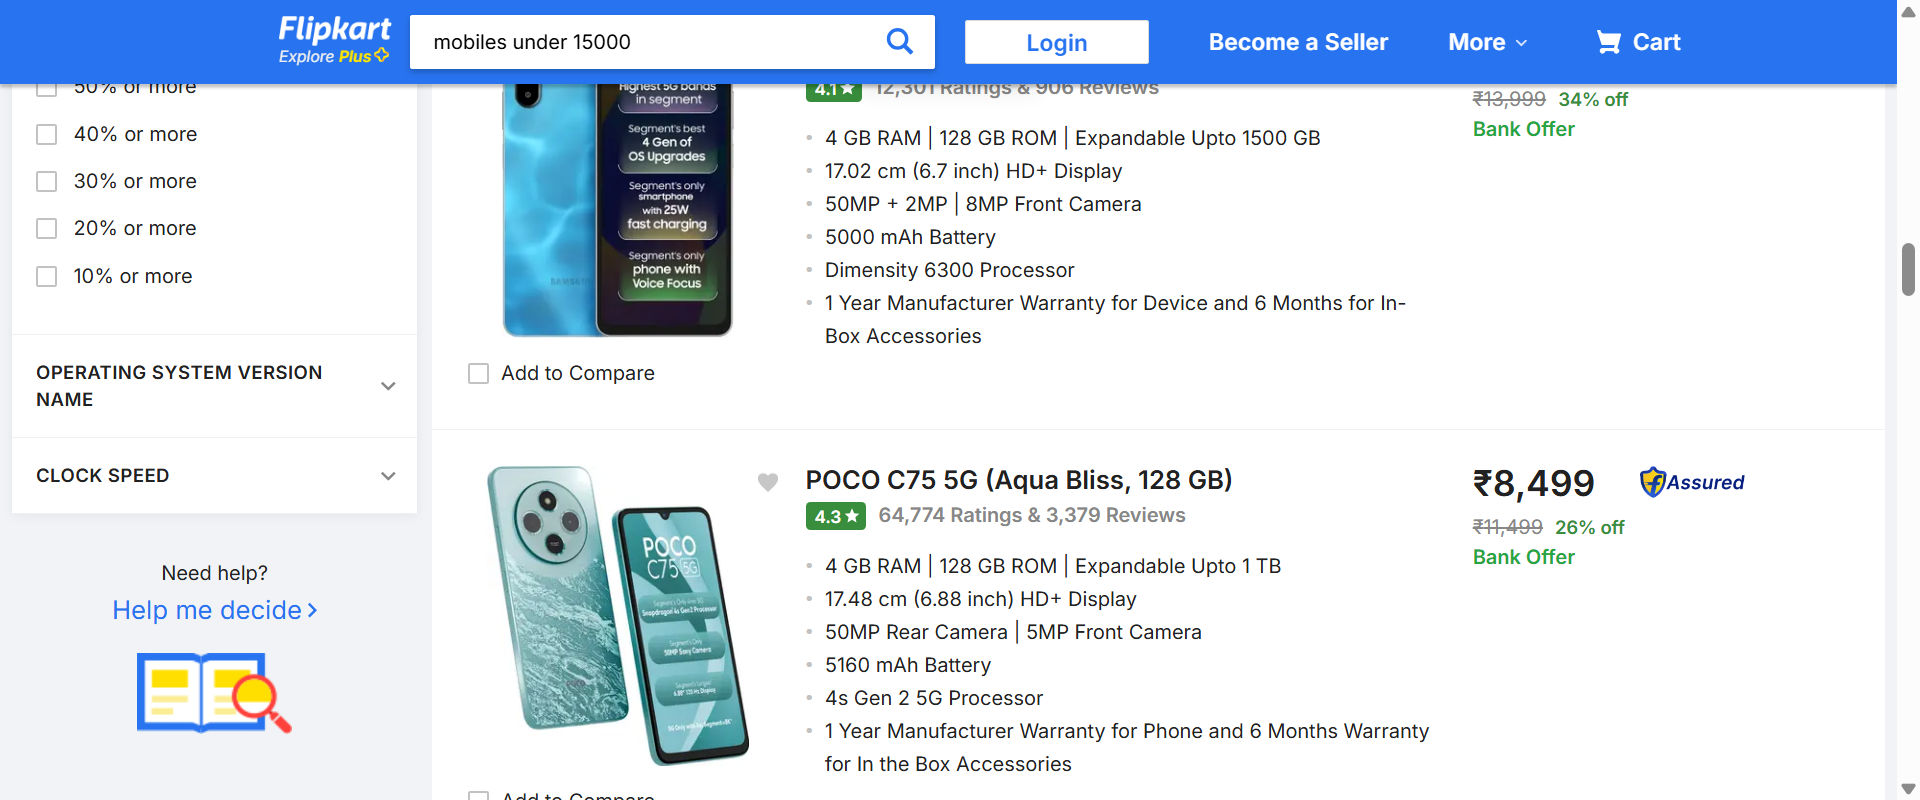 Flipkart
Explore Plus
mobiles under 15000
Login
Become a Seller
More
Cart
50% or more
40% or more
30% or more
20% or more
10% or more
OPERATING SYSTEM VERSION
NAME
CLOCK SPEED
Need help?
Help me decide
Highest 5G bands
in segment
Segment's best
4 Gen of
OS Upgrades
Segment's only
smartphone
with 25W
fast charging
Segment's only
phone with
Voice Focus
SAMSUNG
Add to Compare
4.1
12,301 Ratings & 906 Reviews
4 GB RAM | 128 GB ROM | Expandable Upto 1500 GB
17.02 cm (6.7 inch) HD+ Display
50MP + 2MP | 8MP Front Camera
5000 mAh Battery
Dimensity 6300 Processor
1 Year Manufacturer Warranty for Device and 6 Months for In-
Box Accessories
₹13,999 34% off
Bank Offer
POCO
C75 5G
Segment's Only
50MP Sony Camera
POCO
Add to Compare
POCO C75 5G (Aqua Bliss, 128 GB)
4.3
64,774 Ratings & 3,379 Reviews
4 GB RAM | 128 GB ROM | Expandable Upto 1 TB
17.48 cm (6.88 inch) HD+ Display
50MP Rear Camera | 5MP Front Camera
5160 mAh Battery
4s Gen 2 5G Processor
1 Year Manufacturer Warranty for Phone and 6 Months Warranty
for In the Box Accessories
₹8,499
Assured
₹11,499 26% off
Bank Offer